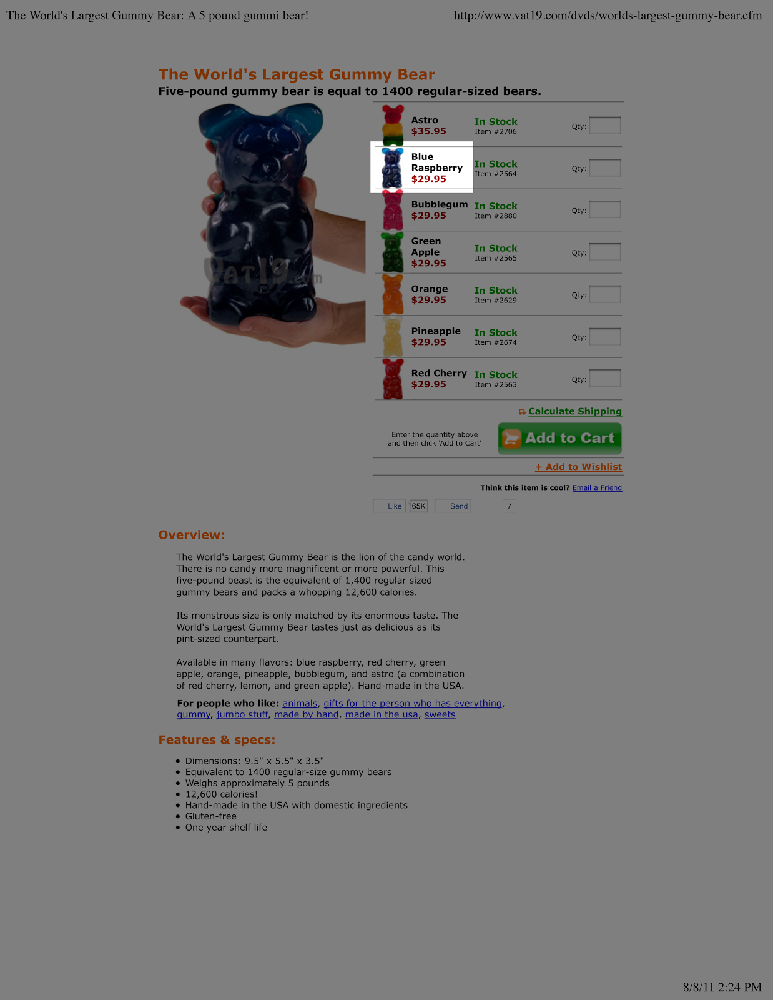 The World's Largest Gummy Bear: A 5 pound gummi bear!
http://www.vat19.com/dvds/worlds-largest-gummy-bear.cfm
The World's Largest Gummy Bear
Five-pound gummy bear is equal to 1400 regular-sized bears.
Vat19.com
Astro
$35.95
In Stock
Item #2706
Qty:
Blue
Raspberry
$29.95
In Stock
Item #2564
Qty:
Bubblegum
$29.95
In Stock
Item #2880
Qty:
Green
Apple
$29.95
In Stock
Item #2565
Qty:
Orange
$29.95
In Stock
Item #2629
Qty:
Pineapple
$29.95
In Stock
Item #2674
Qty:
Red Cherry
$29.95
In Stock
Item #2563
Qty:
Calculate Shipping
Enter the quantity above
and then click 'Add to Cart'
Add to Cart
+ Add to Wishlist
Think this item is cool? Email a Friend
Like 65K Send 7
Overview:
The World's Largest Gummy Bear is the lion of the candy world.
There is no candy more magnificent or more powerful. This
five-pound beast is the equivalent of 1,400 regular sized
gummy bears and packs a whopping 12,600 calories.
Its monstrous size is only matched by its enormous taste. The
World's Largest Gummy Bear tastes just as delicious as its
pint-sized counterpart.
Available in many flavors: blue raspberry, red cherry, green
apple, orange, pineapple, bubblegum, and astro (a combination
of red cherry, lemon, and green apple). Hand-made in the USA.
For people who like: animals, gifts for the person who has everything,
gummy, jumbo stuff, made by hand, made in the usa, sweets
Features & specs:
• Dimensions: 9.5" x 5.5" x 3.5"
• Equivalent to 1400 regular-size gummy bears
• Weighs approximately 5 pounds
• 12,600 calories!
• Hand-made in the USA with domestic ingredients
• Gluten-free
• One year shelf life
8/8/11 2:24 PM